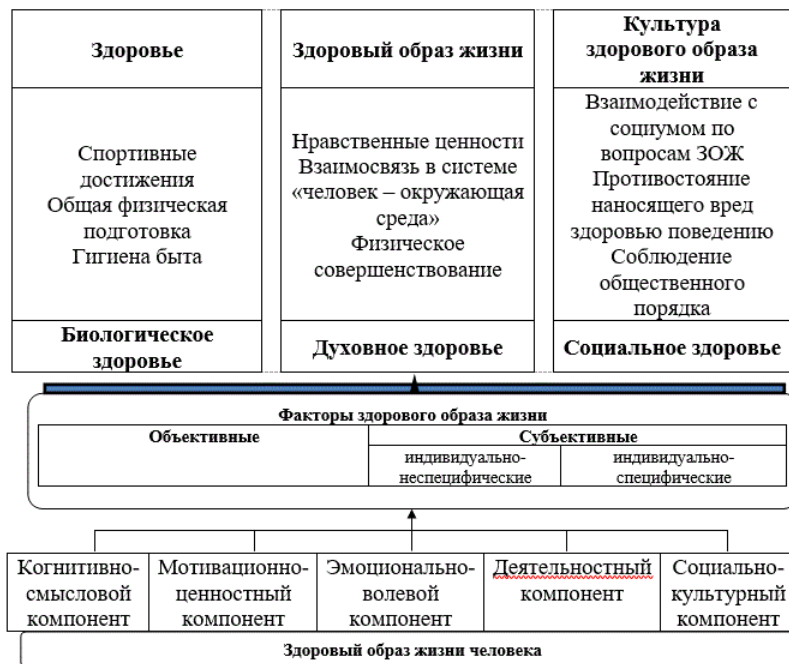 Здоровье
Здоровый образ жизни
Культура
здорового образа
жизни
Спортивные
достижения
Общая физическая
подготовка
Гигиена быта
Нравственные ценности
Взаимосвязь в системе
«человек – окружающая
среда»
Физическое
совершенствование
Взаимодействие с
социумом по
вопросам ЗОЖ
Противостояние
наносящего вред
здоровью поведению
Соблюдение
общественного
порядка
Биологическое
здоровье
Духовное здоровье
Социальное здоровье
Факторы здорового образа жизни
Объективные
Субъективные
индивидуально-
неспецифические
индивидуально-
специфические
Когнитивно-
смысловой
компонент
Мотивационно-
ценностный
компонент
Эмоционально-
волевой
компонент
Деятельностный
компонент
Социально-
культурный
компонент
Здоровый образ жизни человека